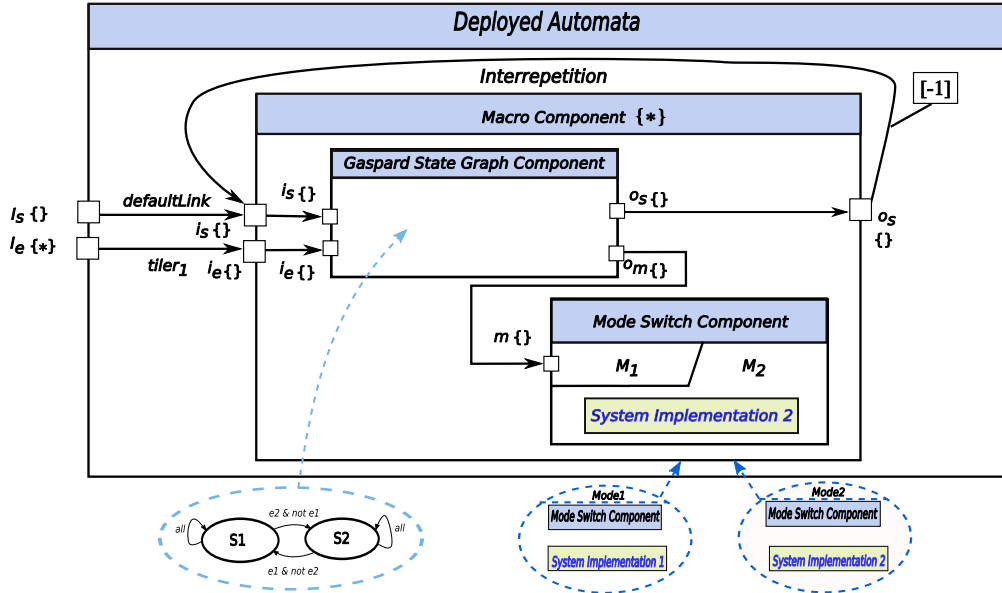 Deployed Automata
Interrepetition
[-1]
Macro Component {*}
Gaspard State Graph Component
Is {}
defaultLink
is {}
is {}
os {}
os
{}
Ie {*}
tiler1
ie {}
ie {}
om {}
Mode Switch Component
m {}
M1
M2
System Implementation 2
all
e2 & not e1
S1
S2
all
e1 & not e2
Mode1
Mode Switch Component
System Implementation 1
Mode2
Mode Switch Component
System Implementation 2